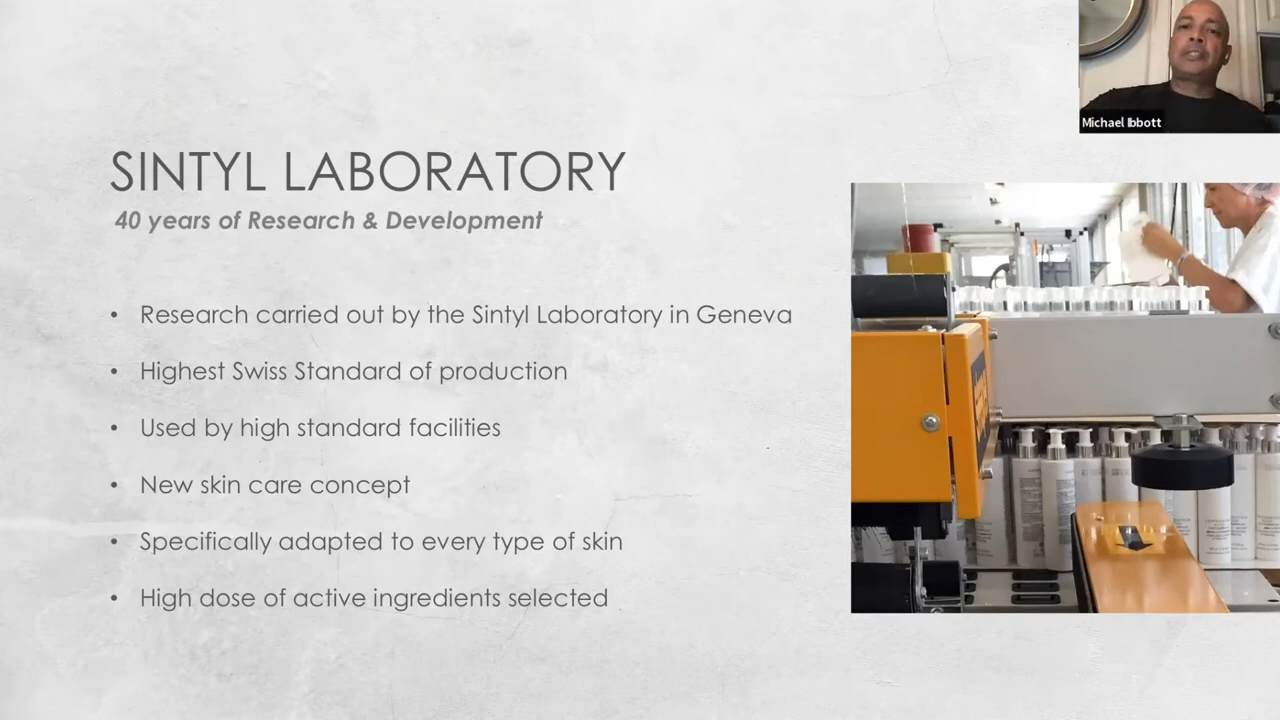 Michael Ibbott
SINTYL LABORATORY
40 years of Research & Development
• Research carried out by the Sintyl Laboratory in Geneva
• Highest Swiss Standard of production
• Used by high standard facilities
• New skin care concept
• Specifically adapted to every type of skin
• High dose of active ingredients selected